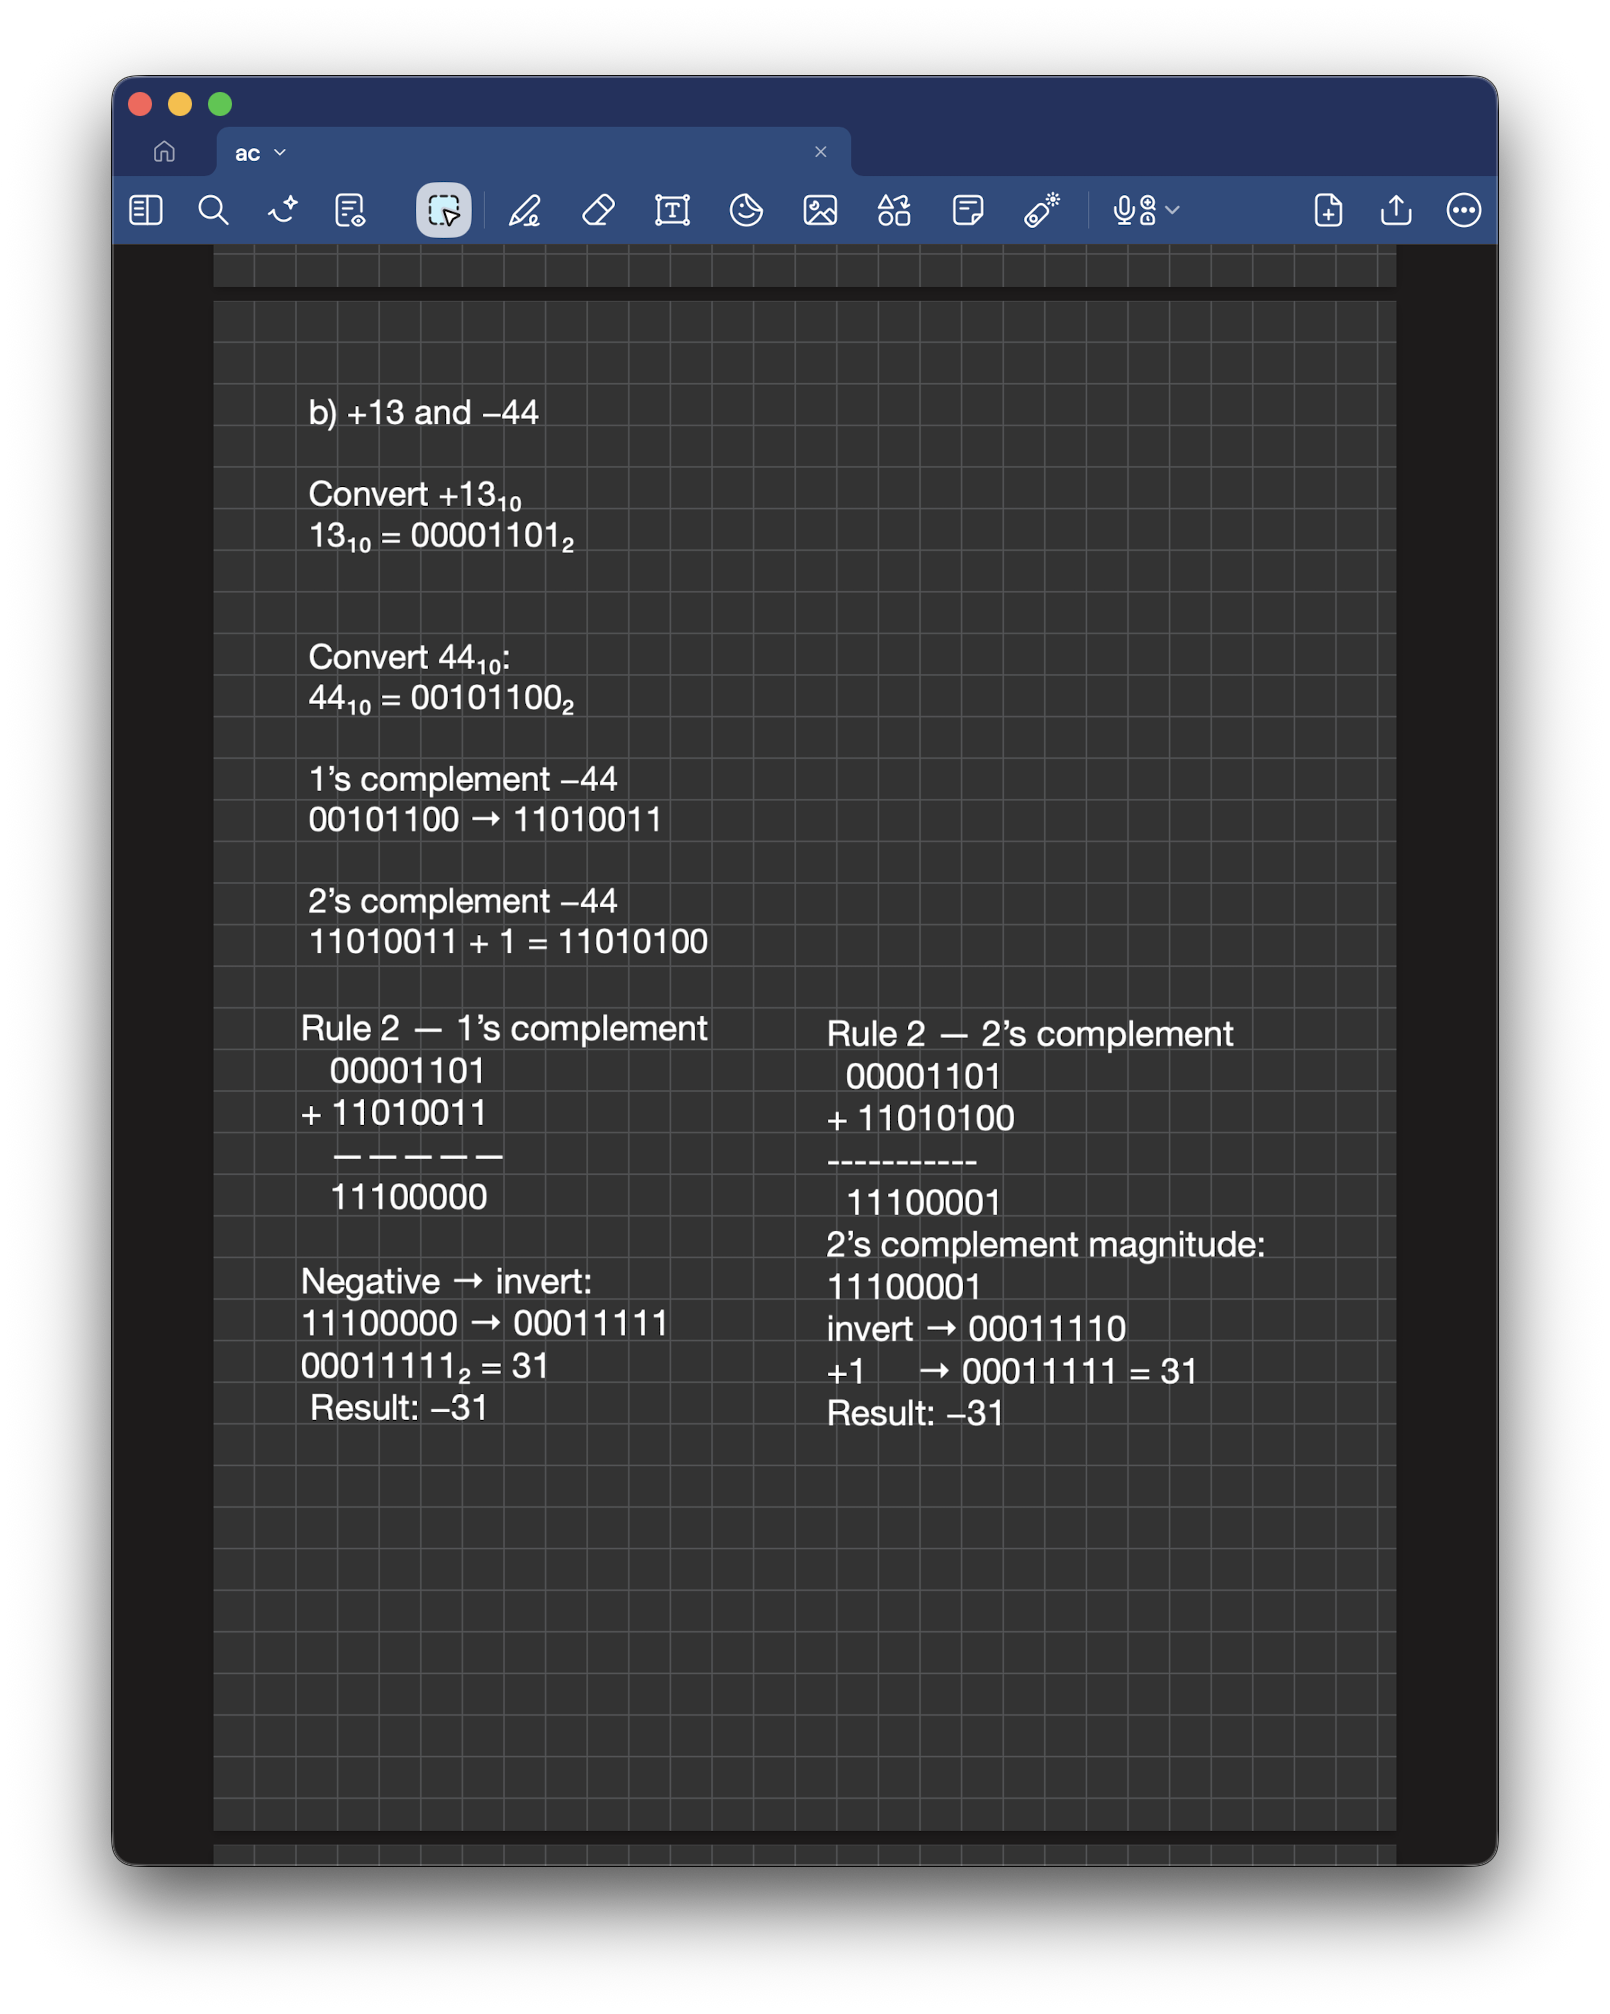 ac
b) +13 and −44
Convert +13₁₀
13₁₀ = 00001101₂
Convert 44₁₀:
44₁₀ = 00101100₂
1’s complement −44
00101100 → 11010011
2’s complement −44
11010011 + 1 = 11010100
Rule 2 — 1’s complement
00001101
+ 11010011
— — — — —
11100000
Negative → invert:
11100000 → 00011111
00011111₂ = 31
Result: −31
Rule 2 — 2’s complement
00001101
+ 11010100
-----------
11100001
2’s complement magnitude:
11100001
invert → 00011110
+1 → 00011111 = 31
Result: −31